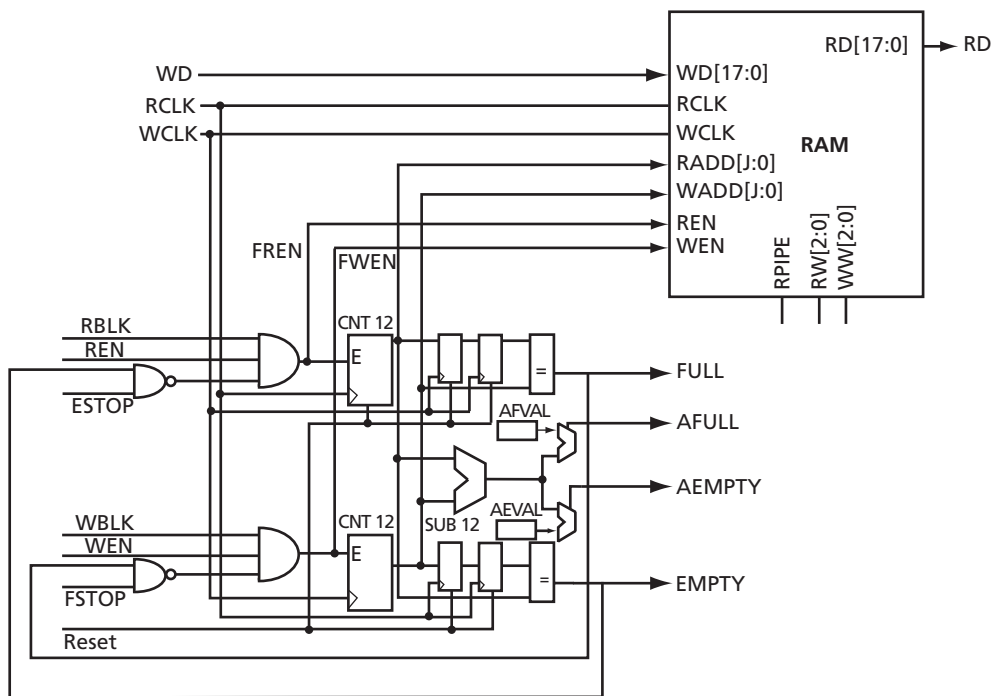 RD[17:0]
RD
WD
WD[17:0]
RCLK
RCLK
WCLK
WCLK
RAM
RADD[J:0]
WADD[J:0]
REN
WEN
FREN
FWEN
RPIPE
RW[2:0]
WW[2:0]
RBLK
REN
ESTOP
CNT 12
E
=
FULL
AFVAL
AFULL
AEMPTY
AEVAL
SUB 12
WBLK
WEN
FSTOP
CNT 12
E
=
EMPTY
Reset